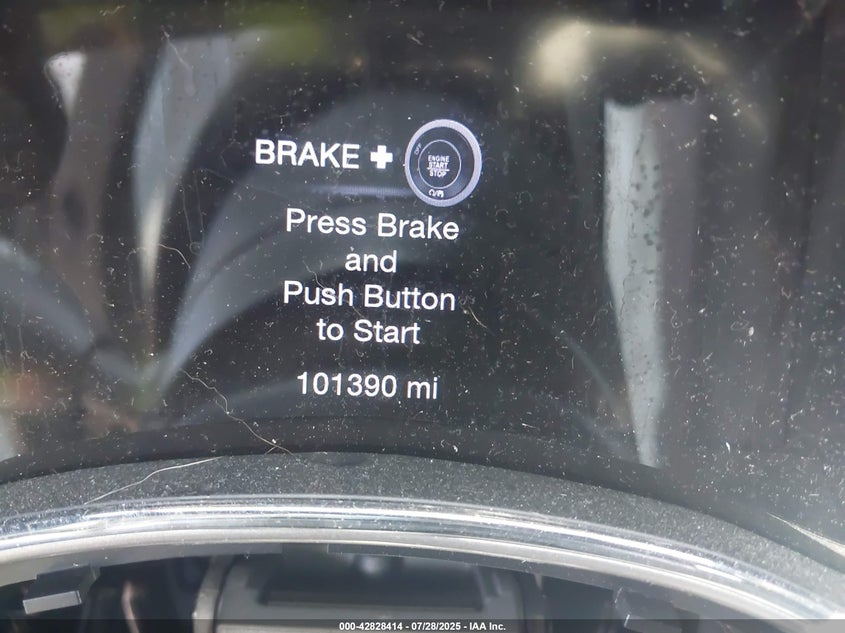 BRAKE +
OFF
ENGINE
START
STOP
Press Brake
and
Push Button
to Start
101390 mi
000-42828414 - 07/28/2025 - IAA Inc.